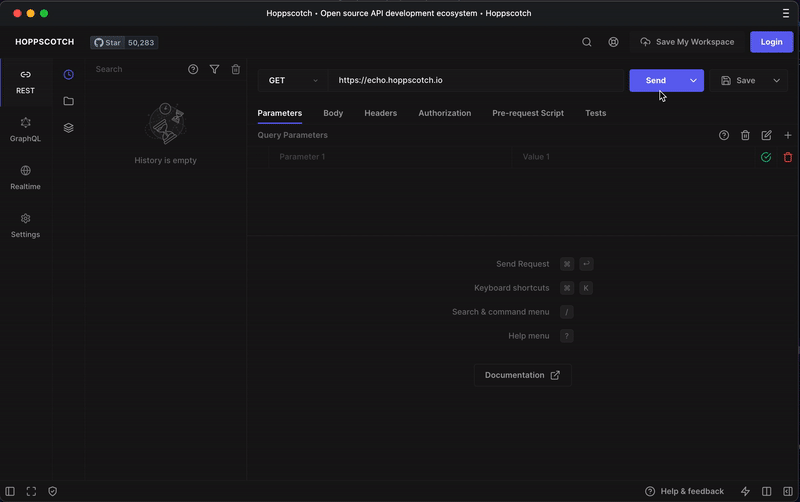 Hoppscotch • Open source API development ecosystem • Hoppscotch
HOPPSCOTCH
Star 50,283
Save My Workspace
Login
REST
GraphQL
Realtime
Settings
Search
History is empty
GET
https://echo.hoppscotch.io
Send
Save
Parameters Body Headers Authorization Pre-request Script Tests
Query Parameters
Parameter 1 Value 1
Send Request ⌘ ↵
Keyboard shortcuts ⌘ K
Search & command menu /
Help menu ?
Documentation
Help & feedback